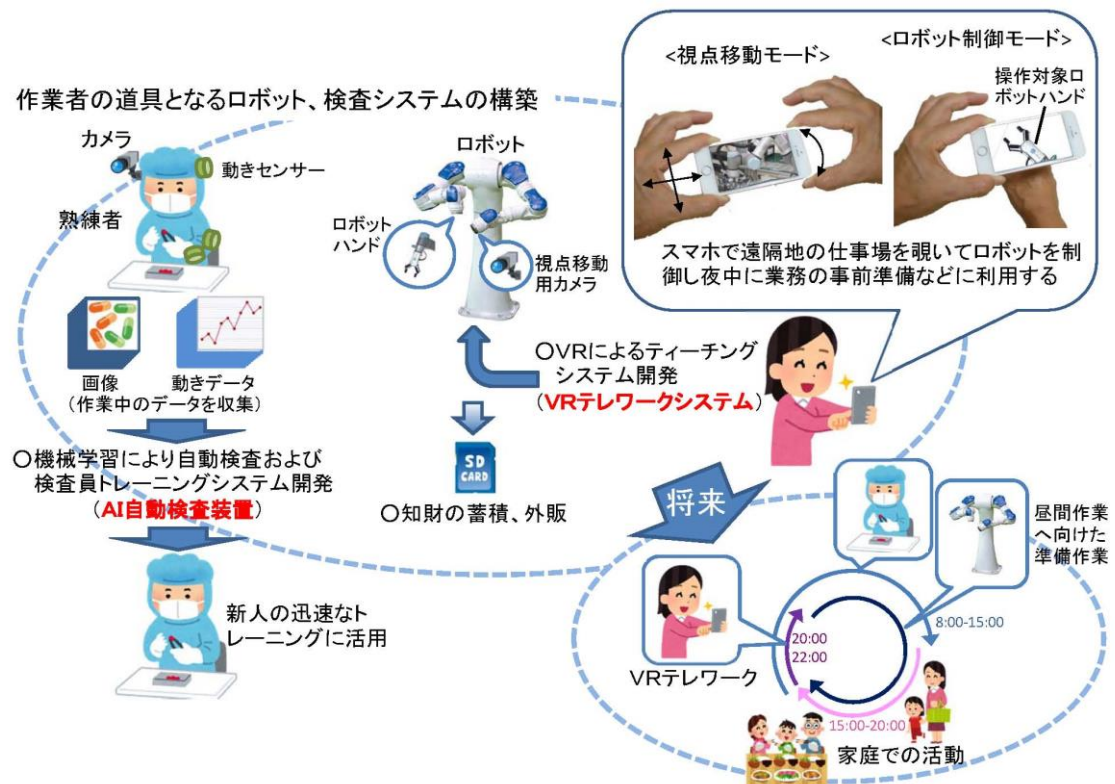 作業者の道具となるロボット、検査システムの構築
カメラ
動きセンサー
熟練者
画像
動きデータ
(作業中のデータを収集)
〇機械学習により自動検査および
検査員トレーニングシステム開発
(AI自動検査装置)
新人の迅速なト
レーニングに活用
ロボット
ロボット
ハンド
視点移動
用カメラ
〇VRによるティーチング
システム開発
(VRテレワークシステム)
SD
CARD
〇知財の蓄積、外販
<視点移動モード>
<ロボット制御モード>
操作対象ロ
ボットハンド
スマホで遠隔地の仕事場を覗いてロボットを制
御し夜中に業務の事前準備などに利用する
将来
昼間作業
へ向けた
準備作業
8:00-15:00
20:00
22:00
VRテレワーク
15:00-20:00
家庭での活動